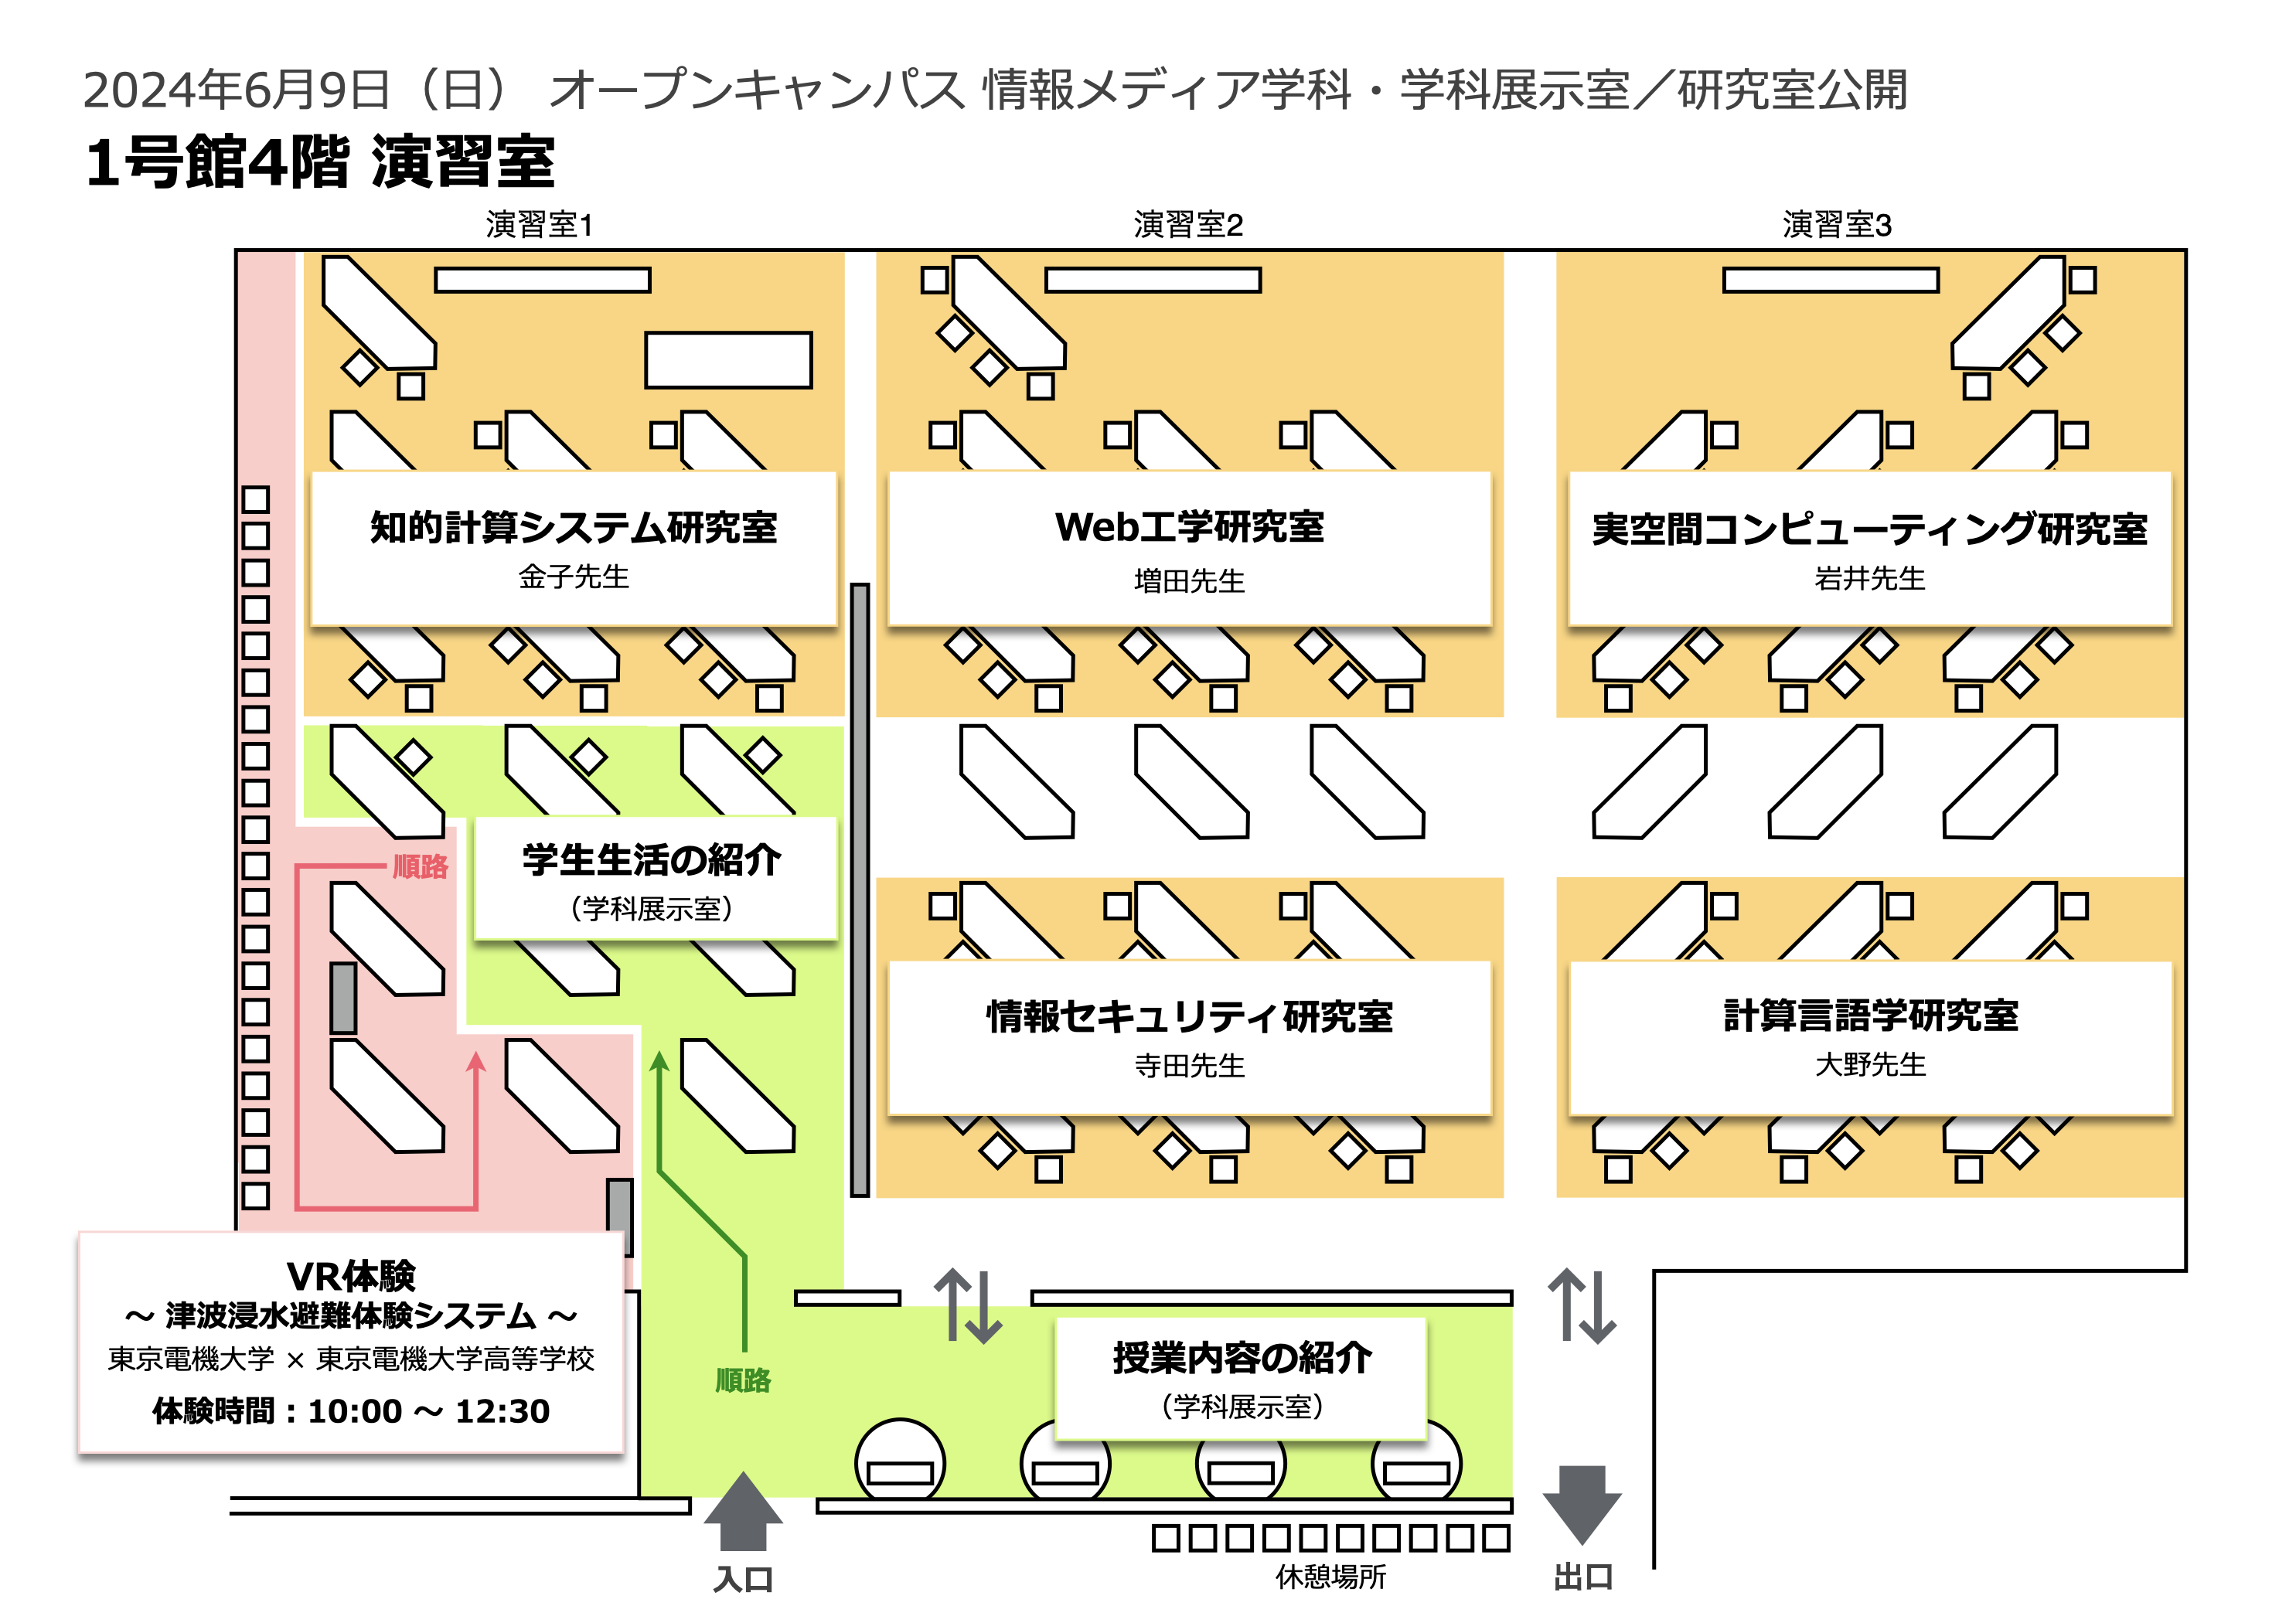 2024年6月9日（日） オープンキャンパス 情報メディア学科・学科展示室／研究室公開
1号館4階 演習室
演習室1
演習室2
演習室3
知的計算システム研究室
金子先生
Web工学研究室
増田先生
実空間コンピューティング研究室
岩井先生
順路
学生生活の紹介
（学科展示室）
情報セキュリティ研究室
寺田先生
計算言語学研究室
大野先生
VR体験
～ 津波浸水避難体験システム ～
東京電機大学 × 東京電機大学高等学校
体験時間：10:00 ～ 12:30
順路
授業内容の紹介
（学科展示室）
入口
休憩場所
出口